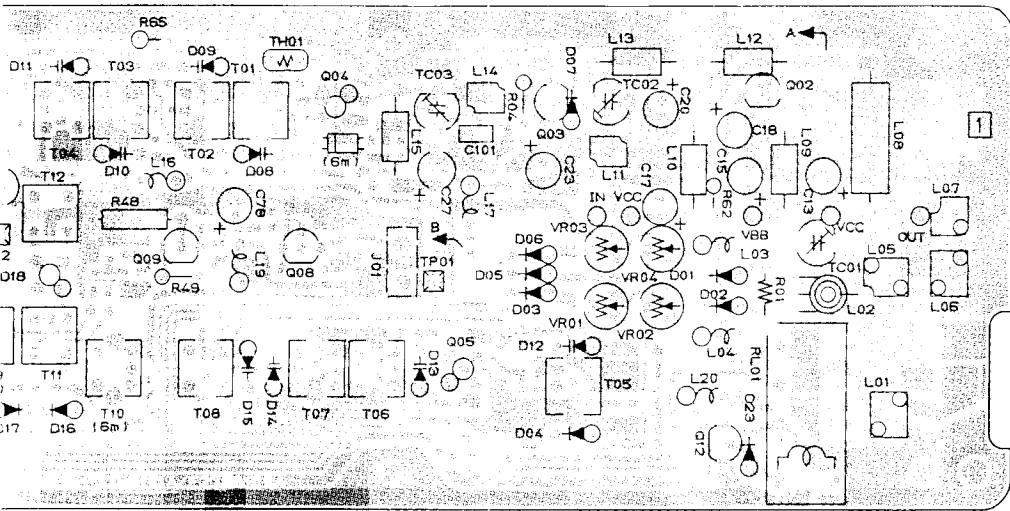 R65
L13
L12
A
D09
TH01
D11
T03
T01
Q04
TC03
L14
D07
TC02
Q02
R04
C20
L15
Q03
C18
L09
L08
1
T04
D10
T02
D08
(6m)
C101
L11
L10
C15
L16
T12
C23
C17
R62
C13
L07
R48
C78
C27
L17
IN
VCC
VR03
VBB
VCC
OUT
B
D06
Q09
L19
Q08
J01
TP01
D05
VR04
D01
L03
TC01
L05
D18
R49
D03
D02
R01
L02
L06
VR01
VR02
D12
L04
T11
D13
Q05
RL01
T05
L20
D23
L01
T10
(6m)
T08
D15
D14
T07
T06
D17
D16
D04
Q12